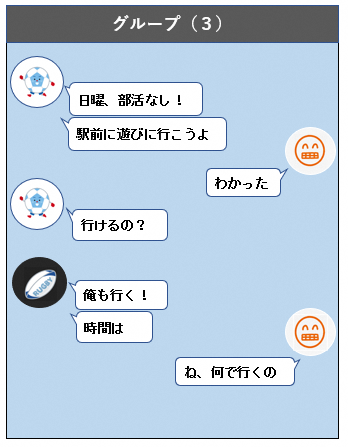 グループ（３）
日曜、部活なし！
駅前に遊びに行こうよ
わかった
行けるの？
俺も行く！
RUGBY
時間は
ね、何で行くの